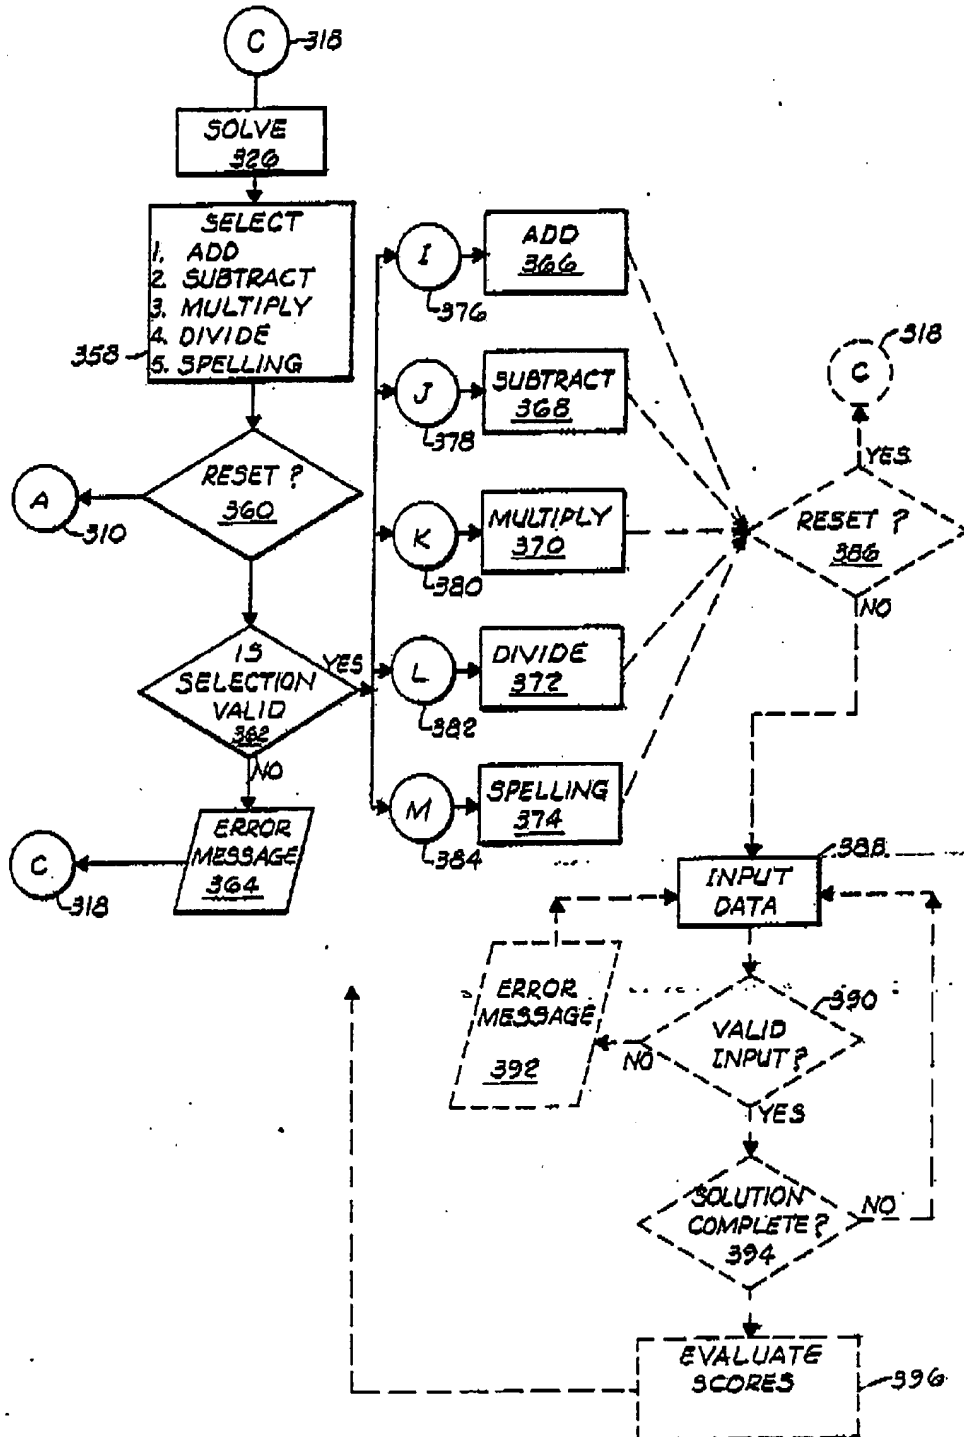 C
318
SOLVE
326
SELECT
1. ADD
2. SUBTRACT
3. MULTIPLY
4. DIVIDE
5. SPELLING
358
RESET?
360
A
310
IS
SELECTION
VALID
362
YES
NO
ERROR
MESSAGE
364
C
318
I
376
ADD
366
J
378
SUBTRACT
368
K
380
MULTIPLY
370
L
382
DIVIDE
372
M
384
SPELLING
374
318
C
YES
RESET?
386
NO
388
INPUT
DATA
ERROR
MESSAGE
392
390
VALID
INPUT?
NO
YES
SOLUTION
COMPLETE?
394
NO
EVALUATE
SCORES
396